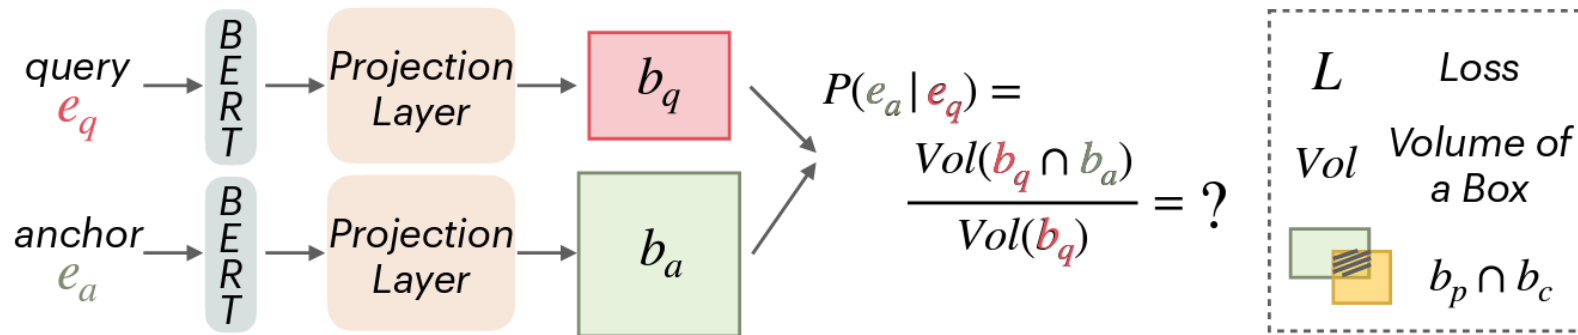 query
e_q
BERT
Projection
Layer
b_q
P(e_a | e_q) =
Vol(b_q ∩ b_a)
Vol(b_q)
= ?
anchor
e_a
BERT
Projection
Layer
b_a
L
Loss
Vol
Volume of
a Box
b_p ∩ b_c